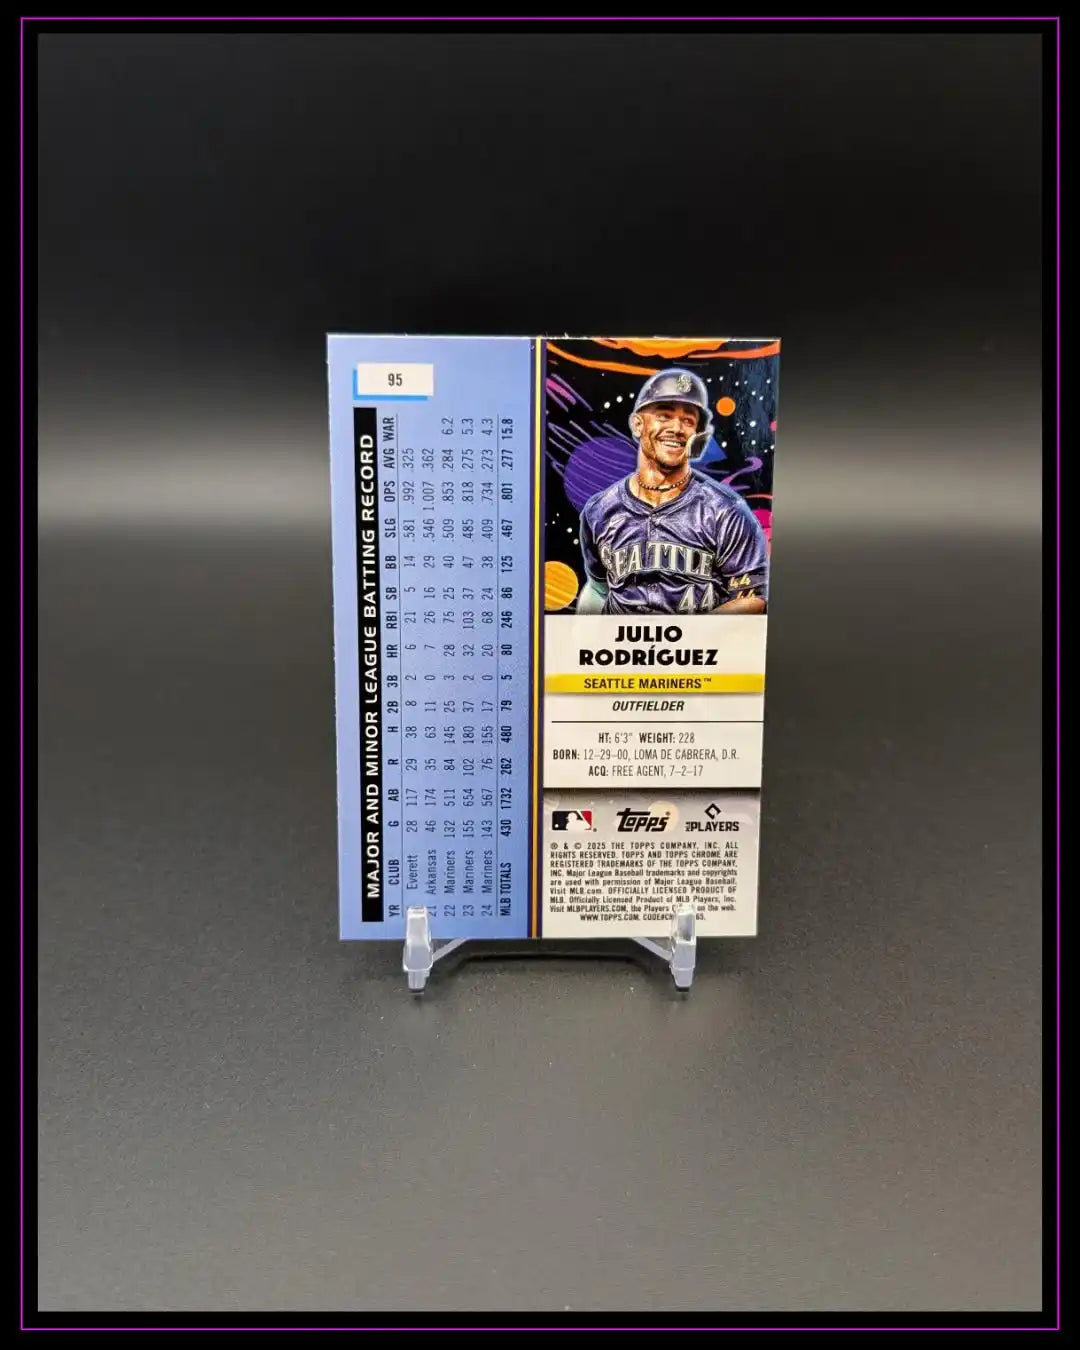 95
MAJOR AND MINOR LEAGUE BATTING RECORD
YR CLUB G AB R H 2B 3B HR RBI SB BB SLG OPS AVG WAR
Everett 28 117 29 38 8 2 6 21 5 14 .581 .992 .325
21 Arkansas 46 174 35 63 11 0 7 26 16 29 .546 1.007 .362
22 Mariners 132 511 84 145 25 3 28 75 25 40 .509 .853 .284 6.2
23 Mariners 155 654 102 180 37 2 32 103 37 47 .485 .818 .275 5.3
24 Mariners 143 567 76 155 17 0 20 68 24 38 .409 .734 .273 4.3
MLB TOTALS 430 1732 262 480 79 5 80 246 86 125 .467 .801 .277 15.8
SEATTLE
44
44
44
JULIO
RODRÍGUEZ
SEATTLE MARINERS™
OUTFIELDER
HT: 6'3" WEIGHT: 228
BORN: 12-29-00, LOMA DE CABRERA, D.R.
ACQ: FREE AGENT, 7-2-17
topps
MLB PLAYERS
® & © 2025 THE TOPPS COMPANY, INC. ALL
RIGHTS RESERVED. TOPPS AND TOPPS CHROME ARE
REGISTERED TRADEMARKS OF THE TOPPS COMPANY,
INC. Major League Baseball trademarks and copyrights
are used with permission of Major League Baseball.
Visit MLB.com. OFFICIALLY LICENSED PRODUCT OF
MLB Players, Inc.
Visit MLBPLAYERS.COM, the Players on the web.
WWW.TOPPS.COM.